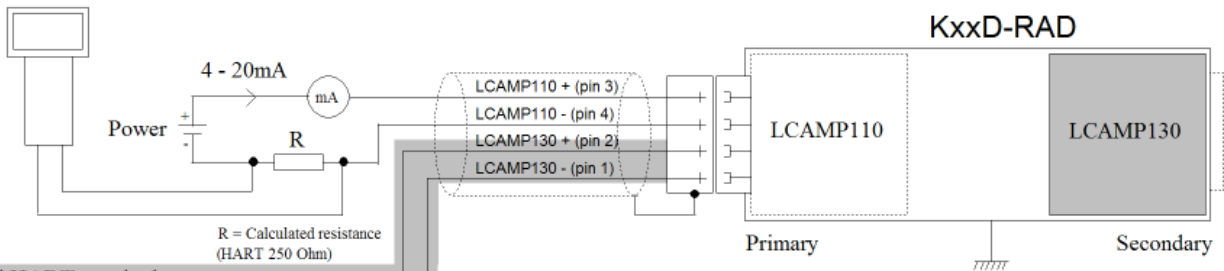 KxxD-RAD
4 - 20mA
mA
Power
+
-
R
LCAMP110 + (pin 3)
LCAMP110 - (pin 4)
LCAMP130 + (pin 2)
LCAMP130 - (pin 1)
LCAMP110
LCAMP130
R = Calculated resistance
(HART 250 Ohm)
Primary
Secondary